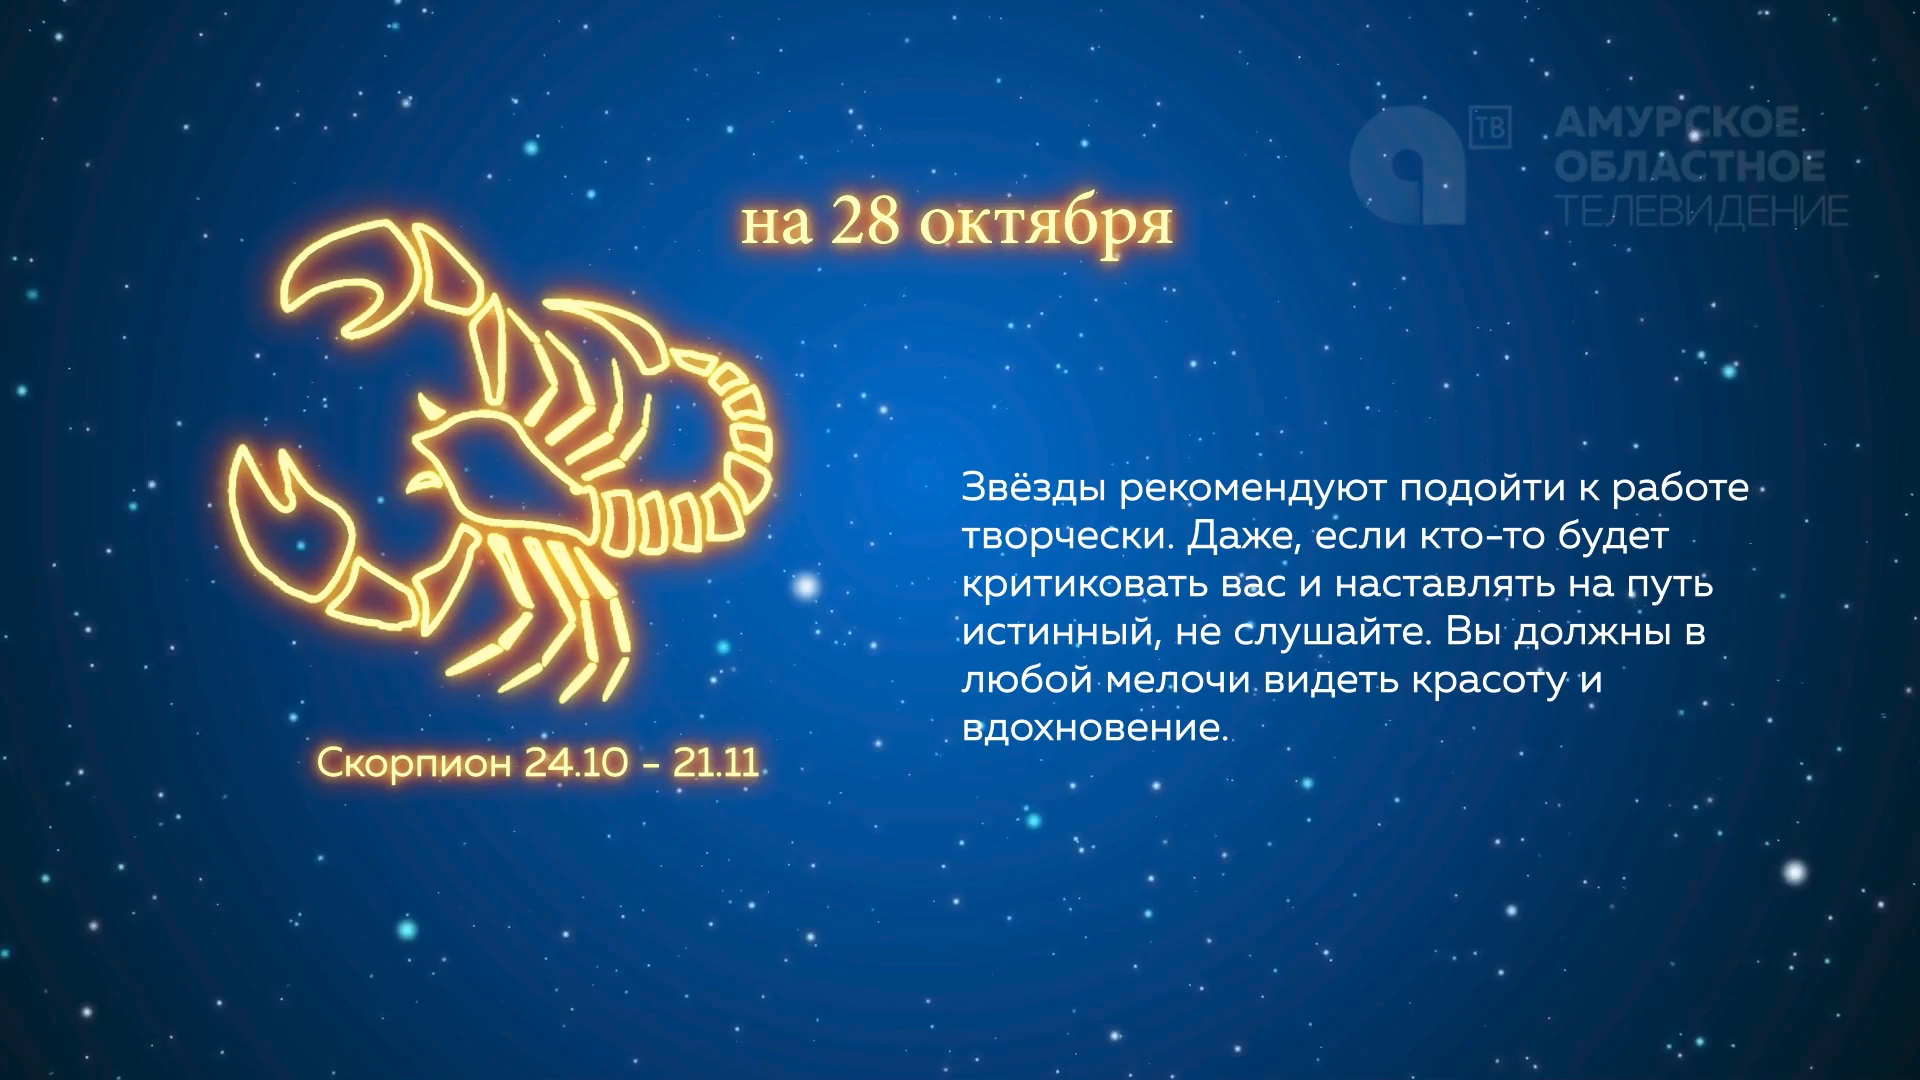 ТВ
АМУРСКОЕ
ОБЛАСТНОЕ
ТЕЛЕВИДЕНИЕ
на 28 октября
Звёзды рекомендуют подойти к работе
творчески. Даже, если кто-то будет
критиковать вас и наставлять на путь
истинный, не слушайте. Вы должны в
любой мелочи видеть красоту и
вдохновение.
Скорпион 24.10 - 21.11